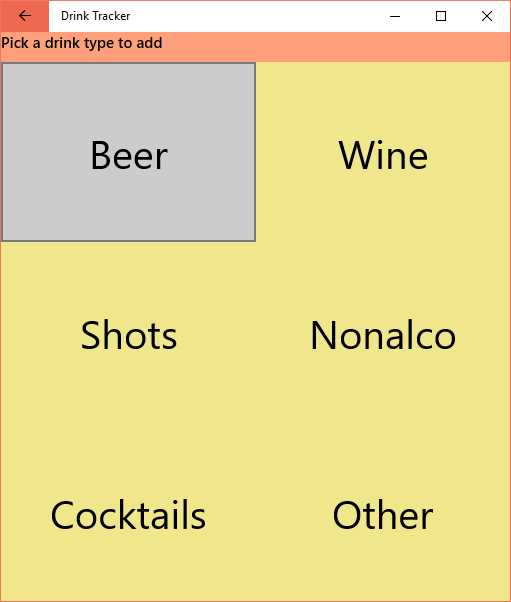 Drink Tracker
Pick a drink type to add
Beer
Wine
Shots
Nonalco
Cocktails
Other